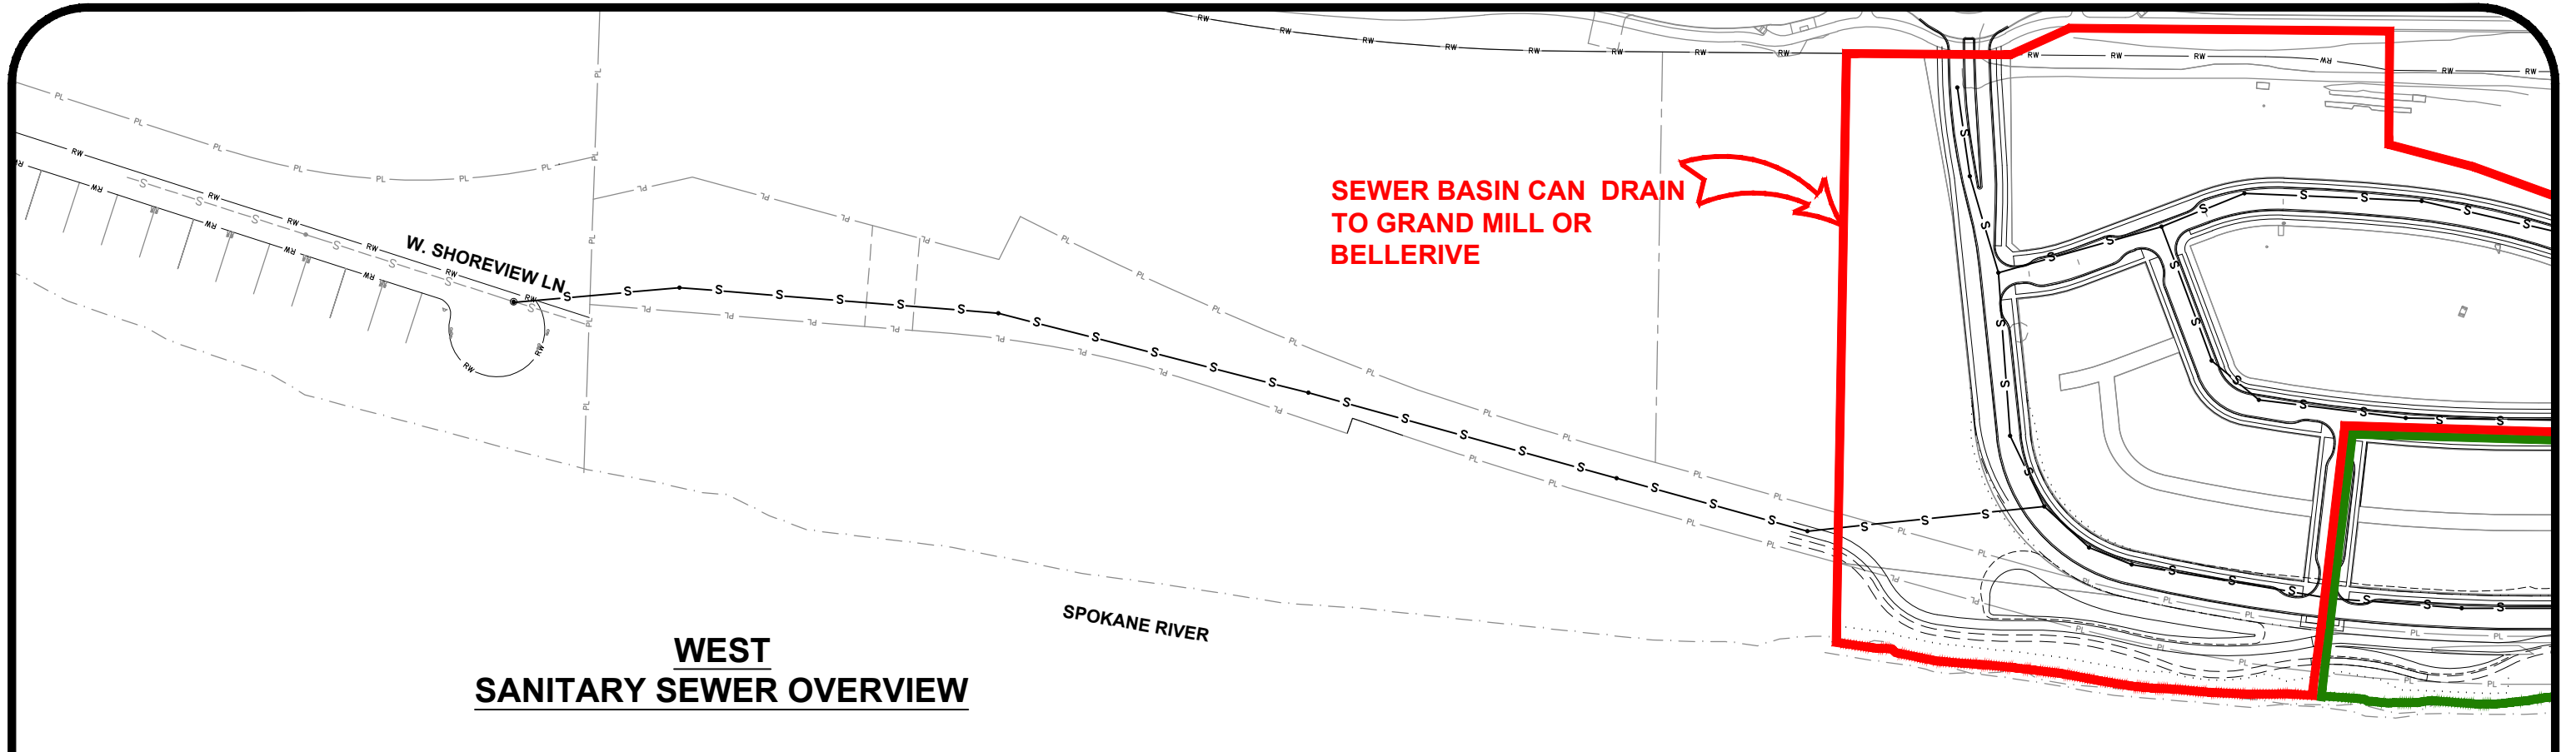 SEWER BASIN CAN DRAIN
TO GRAND MILL OR
BELLERIVE
W. SHOREVIEW LN
SPOKANE RIVER
WEST
SANITARY SEWER OVERVIEW